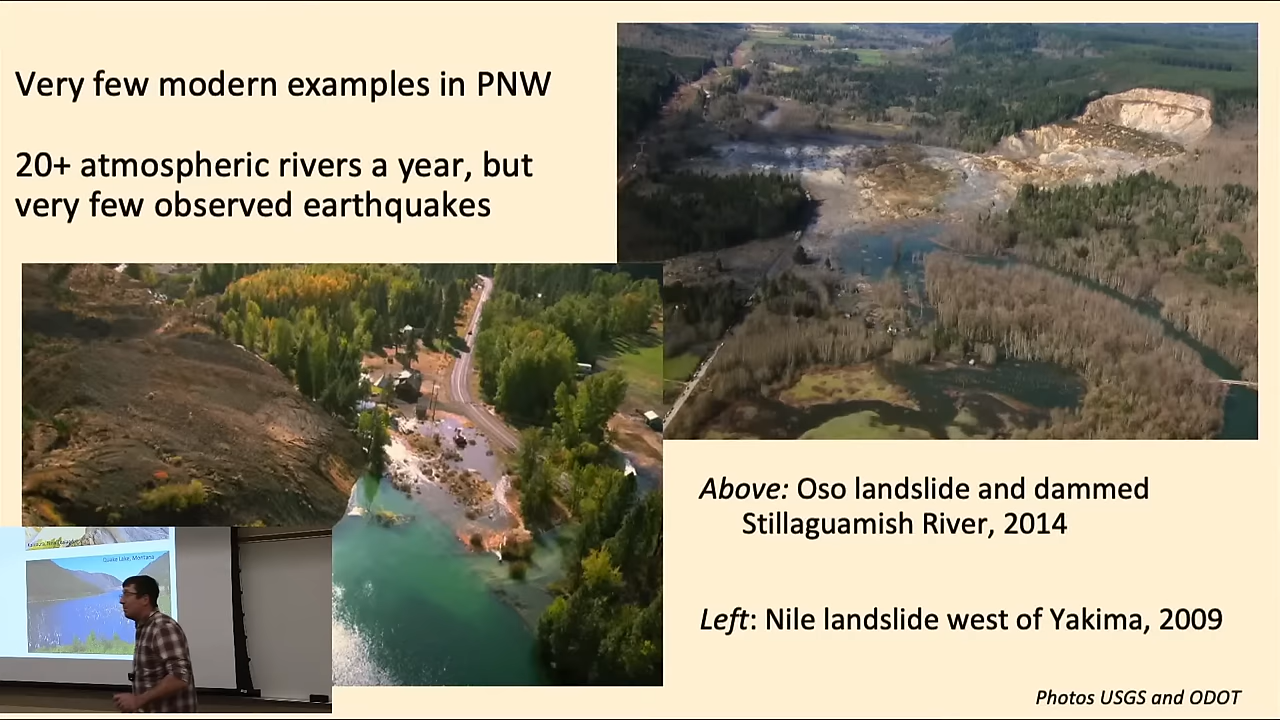 Very few modern examples in PNW
20+ atmospheric rivers a year, but
very few observed earthquakes
Above: Oso landslide and dammed
Stillaguamish River, 2014
Left: Nile landslide west of Yakima, 2009
Photos USGS and ODOT
Quake Lake, Montana